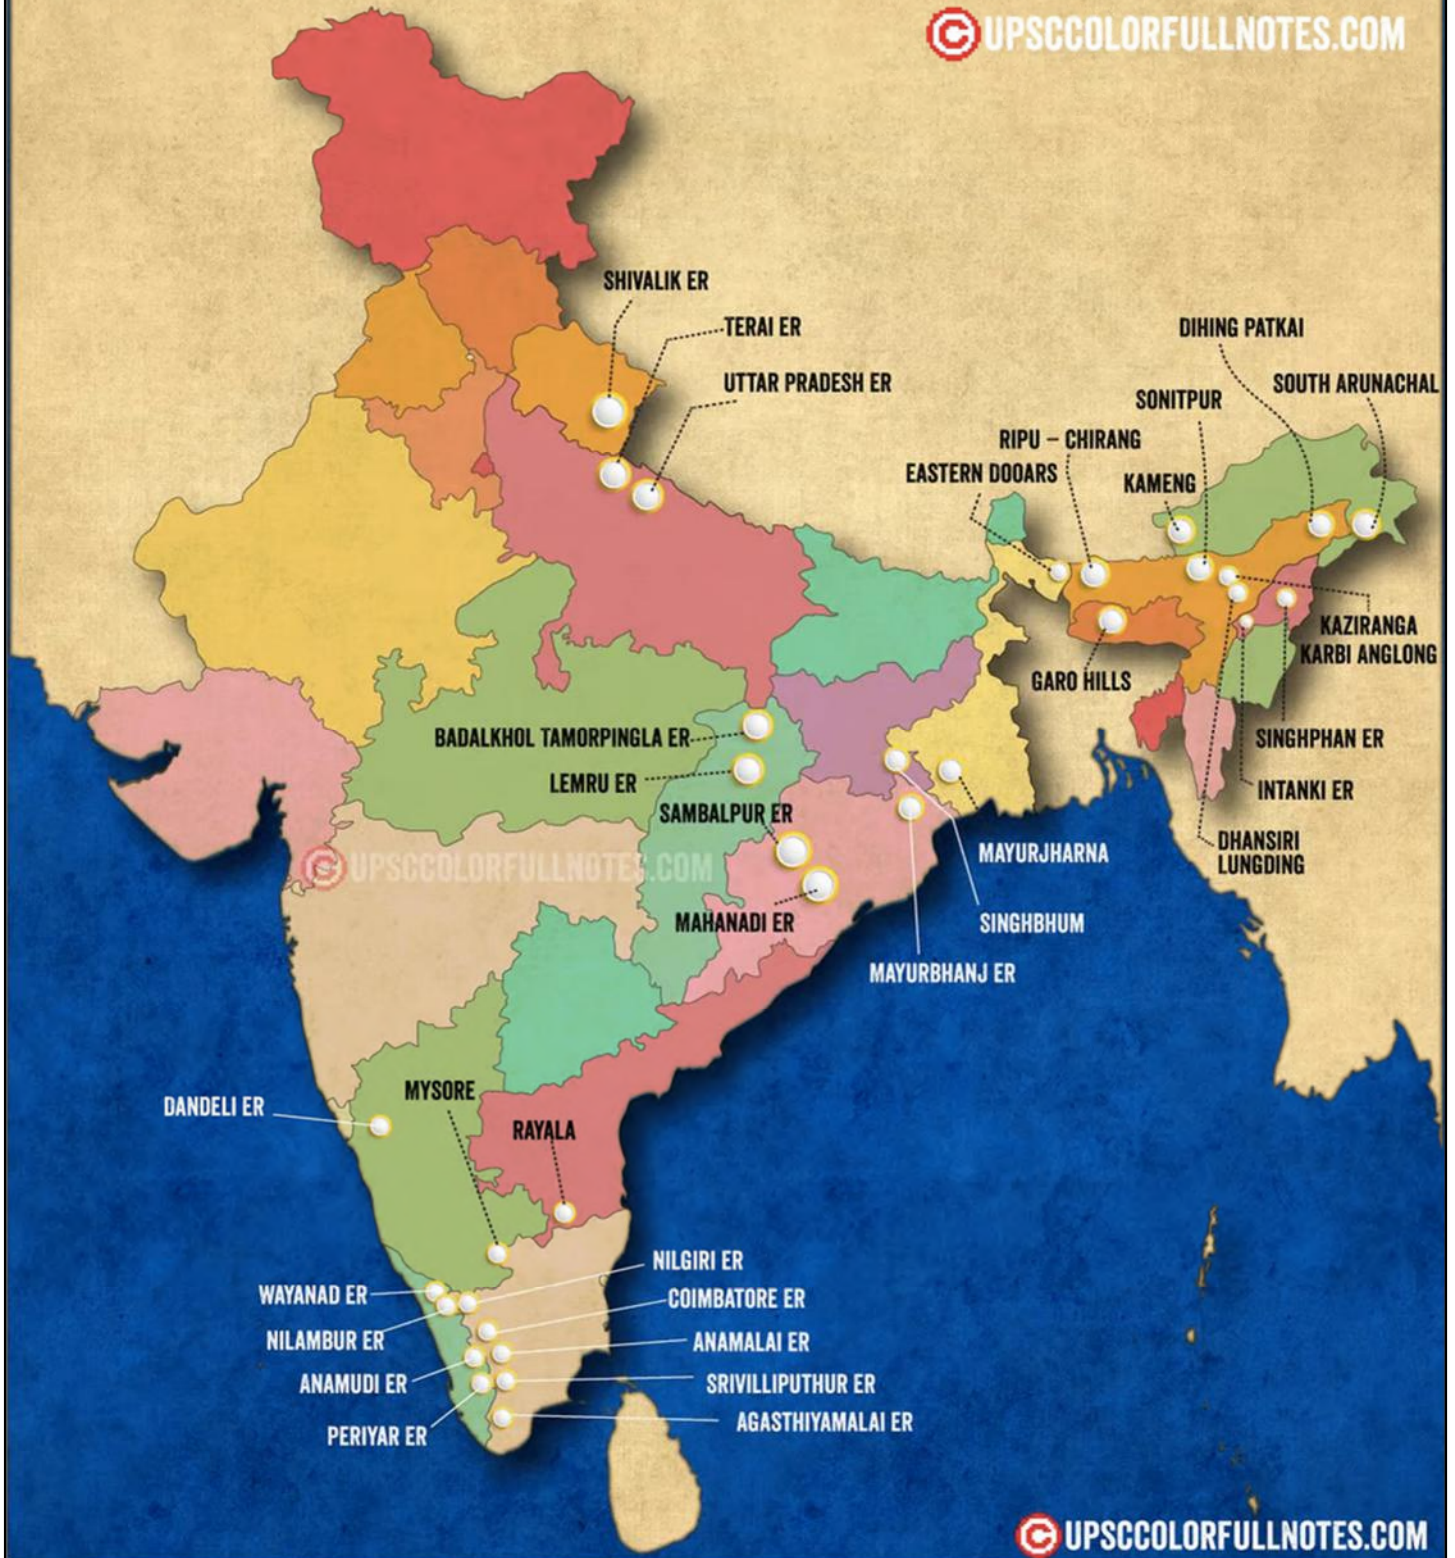 ©UPSCCOLORFULLNOTES.COM
SHIVALIK ER
TERAI ER
DIHING PATKAI
UTTAR PRADESH ER
SOUTH ARUNACHAL
SONITPUR
RIPU – CHIRANG
EASTERN DOOARS
KAMENG
KAZIRANGA
KARBI ANGLONG
GARO HILLS
BADALKHOL TAMORPINGLA ER
SINGHPHAN ER
LEMRU ER
INTANKI ER
SAMBALPUR ER
DHANSIRI
LUNGDING
MAYURJHARNA
©UPSCCOLORFULLNOTES.COM
MAHANADI ER
SINGHBHUM
MAYURBHANJ ER
MYSORE
DANDELI ER
RAYALA
NILGIRI ER
WAYANAD ER
COIMBATORE ER
NILAMBUR ER
ANAMALAI ER
ANAMUDI ER
SRIVILLIPUTHUR ER
AGASTHIYAMALAI ER
PERIYAR ER
©UPSCCOLORFULLNOTES.COM